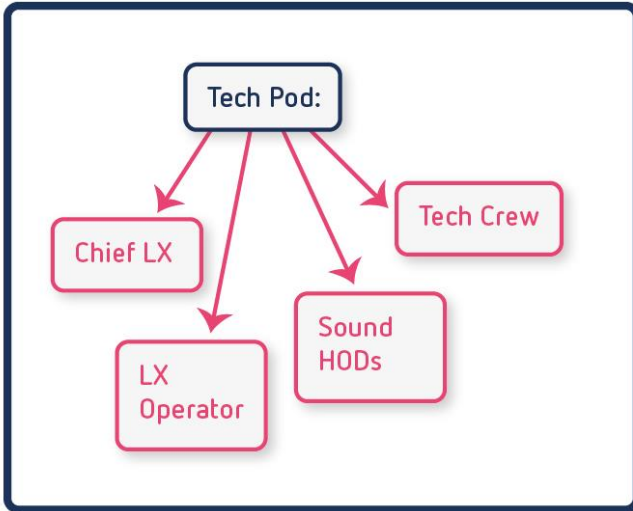 Tech Pod:
Chief LX
LX
Operator
Sound
HODs
Tech Crew